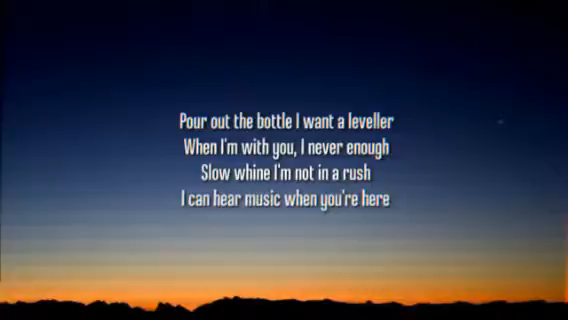 Pour out the bottle I want a leveller
When I'm with you, I never enough
Slow whine I'm not in a rush
I can hear music when you're here